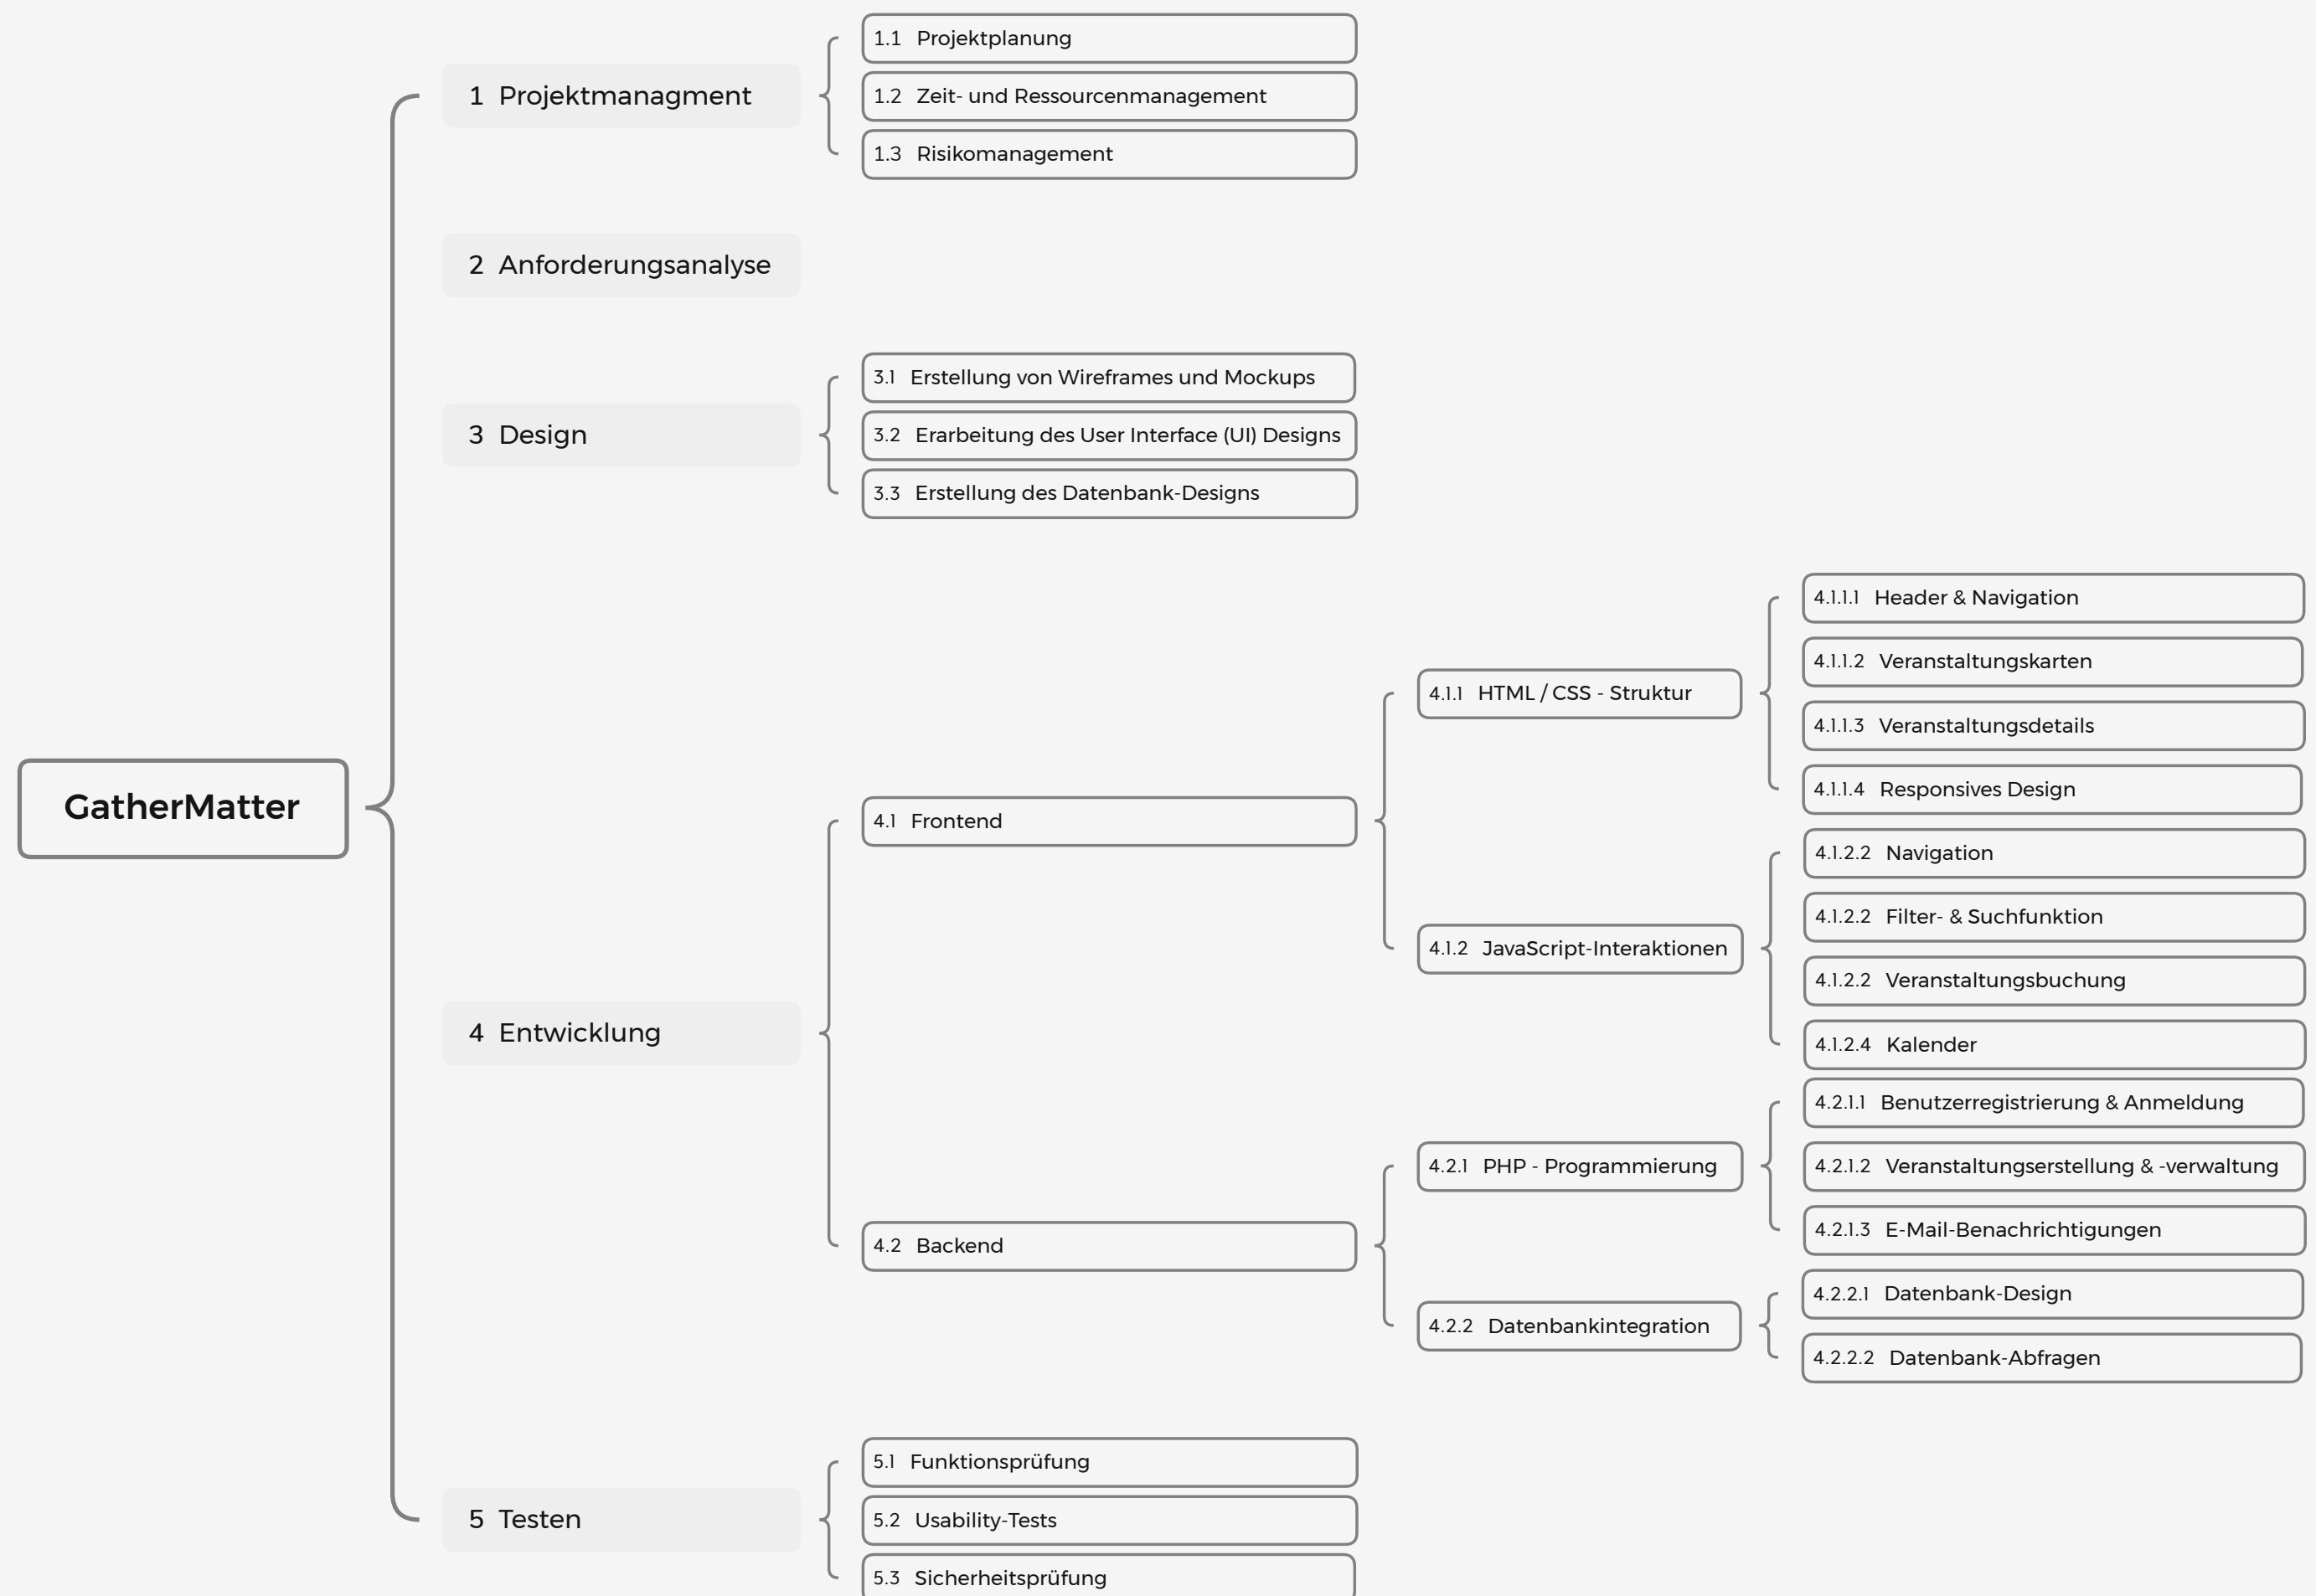 GatherMatter
1 Projektmanagment
1.1 Projektplanung
1.2 Zeit- und Ressourcenmanagement
1.3 Risikomanagement
2 Anforderungsanalyse
3 Design
3.1 Erstellung von Wireframes und Mockups
3.2 Erarbeitung des User Interface (UI) Designs
3.3 Erstellung des Datenbank-Designs
4 Entwicklung
4.1 Frontend
4.1.1 HTML / CSS - Struktur
4.1.1.1 Header & Navigation
4.1.1.2 Veranstaltungskarten
4.1.1.3 Veranstaltungsdetails
4.1.1.4 Responsives Design
4.1.2 JavaScript-Interaktionen
4.1.2.2 Navigation
4.1.2.2 Filter- & Suchfunktion
4.1.2.2 Veranstaltungsbuchung
4.1.2.4 Kalender
4.2 Backend
4.2.1 PHP - Programmierung
4.2.1.1 Benutzerregistrierung & Anmeldung
4.2.1.2 Veranstaltungserstellung & -verwaltung
4.2.1.3 E-Mail-Benachrichtigungen
4.2.2 Datenbankintegration
4.2.2.1 Datenbank-Design
4.2.2.2 Datenbank-Abfragen
5 Testen
5.1 Funktionsprüfung
5.2 Usability-Tests
5.3 Sicherheitsprüfung